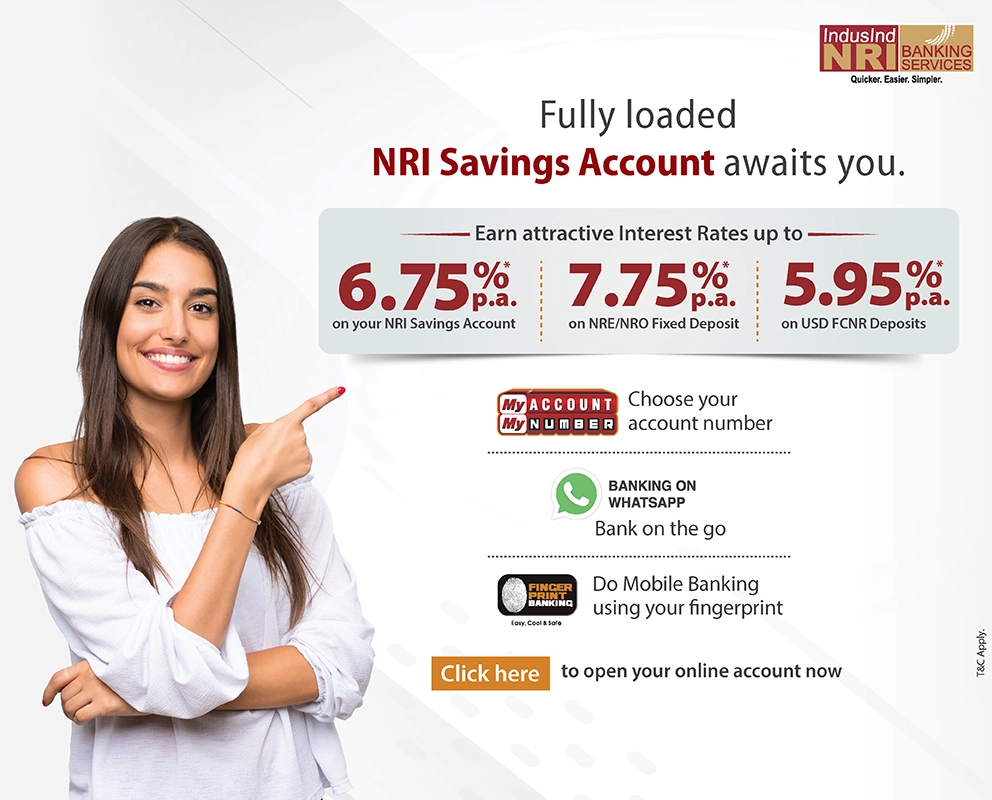 IndusInd
NRI BANKING SERVICES
Quicker. Easier. Simpler.
Fully loaded
NRI Savings Account awaits you.
Earn attractive Interest Rates up to
6.75%* p.a.
on your NRI Savings Account
7.75%* p.a.
on NRE/NRO Fixed Deposit
5.95%* p.a.
on USD FCNR Deposits
My ACCOUNT
My NUMBER
Choose your
account number
BANKING ON
WHATSAPP
Bank on the go
FINGER
PRINT
BANKING
Easy, Cool & Safe
Do Mobile Banking
using your fingerprint
Click here to open your online account now
T&C Apply.